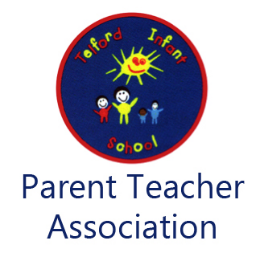 Telford Infant
School
Parent Teacher
Association